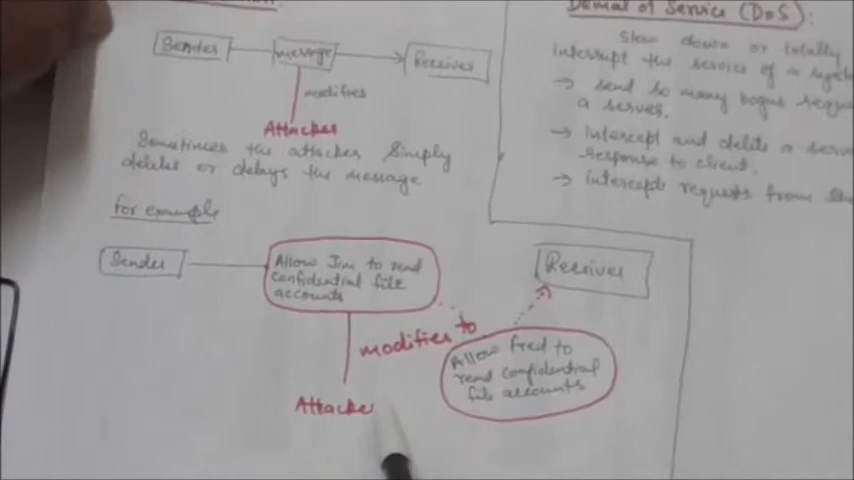 Sender
message
Receiver
modifies
Attacker
Sometimes the attacker simply
deletes or delays the message
for example
Sender
Allow Jim to read
confidential file
accounts
Receiver
modifies to
Allow fred to
read confidential
file accounts
Attacke
Denial of Service (DoS):
Slow down or totally
interrupt the service of a
→ send so many bogus
a server.
→ intercept and delete a
response to client.
→ intercepts requests from